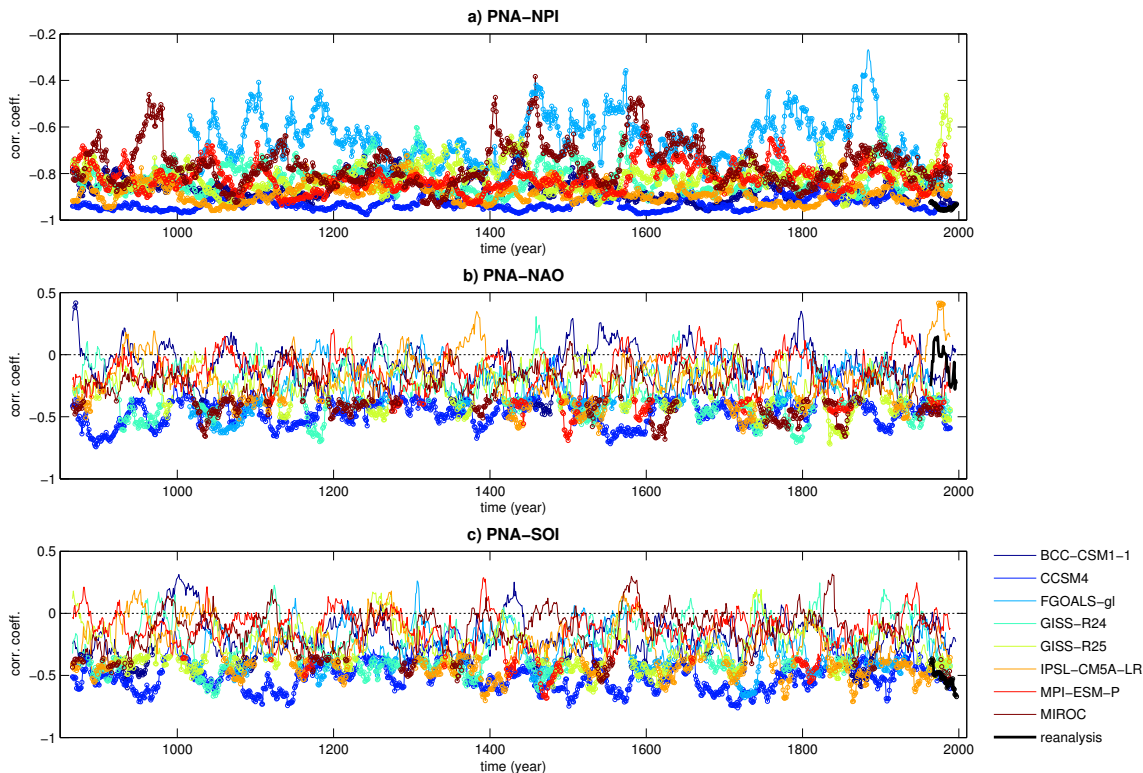 a) PNA−NPI
corr. coeff.
−0.2
−0.4
−0.6
−0.8
−1
1000 1200 1400 1600 1800 2000
time (year)
b) PNA−NAO
corr. coeff.
0.5
0
−0.5
−1
1000 1200 1400 1600 1800 2000
time (year)
c) PNA−SOI
corr. coeff.
0.5
0
−0.5
−1
1000 1200 1400 1600 1800 2000
time (year)
BCC−CSM1−1
CCSM4
FGOALS−gl
GISS−R24
GISS−R25
IPSL−CM5A−LR
MPI−ESM−P
MIROC
reanalysis